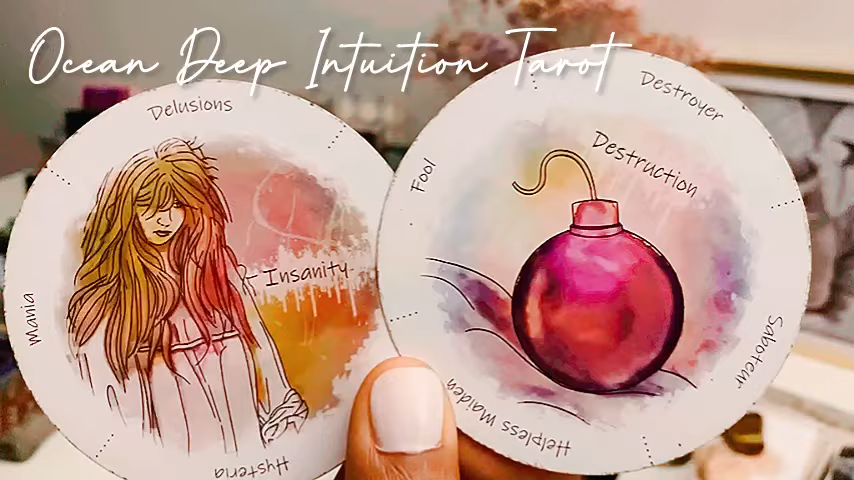 Ocean Deep Intuition Tarot
Delusions
Insanity
Mania
Hysteria
Destroyer
Destruction
Fool
Saboteur
Helpless Maiden